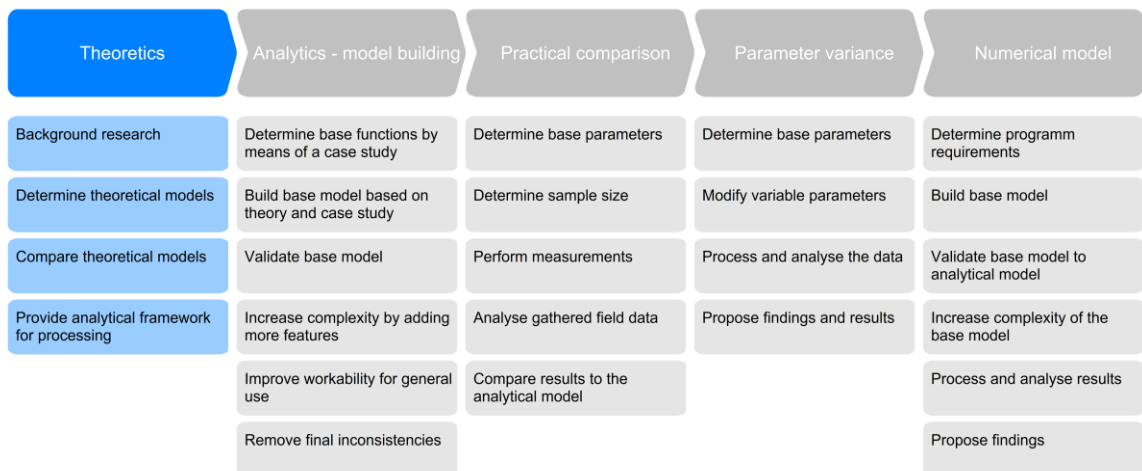 Theoretics
Analytics - model building
Practical comparison
Parameter variance
Numerical model
Background research
Determine theoretical models
Compare theoretical models
Provide analytical framework
for processing
Determine base functions by
means of a case study
Build base model based on
theory and case study
Validate base model
Increase complexity by adding
more features
Improve workability for general
use
Remove final inconsistencies
Determine base parameters
Determine sample size
Perform measurements
Analyse gathered field data
Compare results to the
analytical model
Determine base parameters
Modify variable parameters
Process and analyse the data
Propose findings and results
Determine programm
requirements
Build base model
Validate base model to
analytical model
Increase complexity of the
base model
Process and analyse results
Propose findings